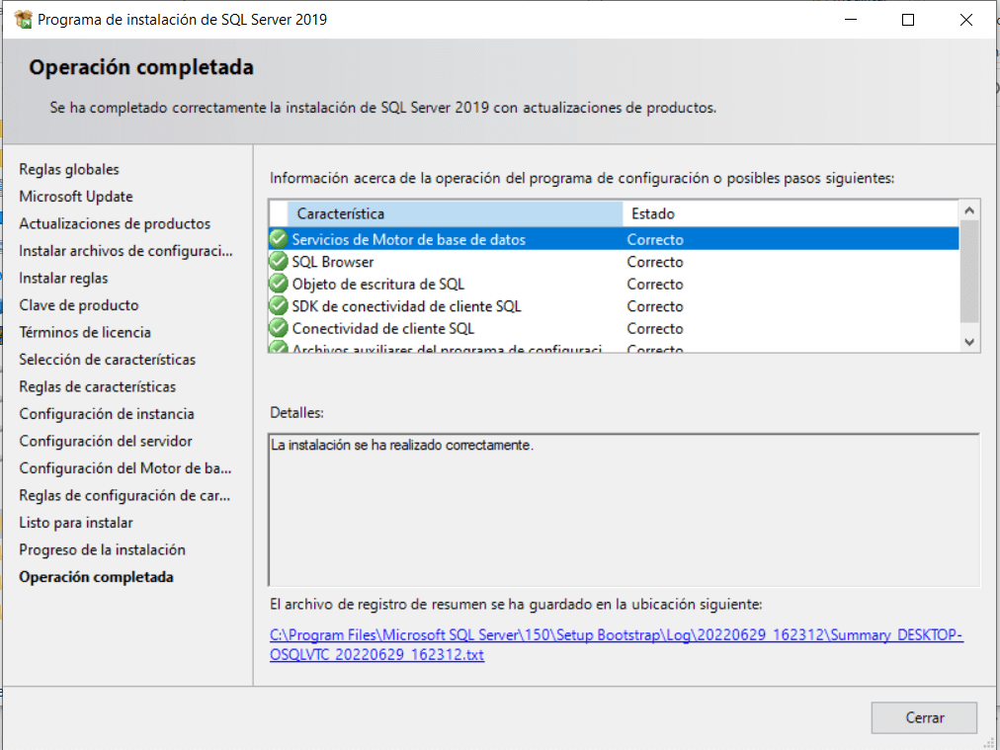 Programa de instalación de SQL Server 2019
Operación completada
Se ha completado correctamente la instalación de SQL Server 2019 con actualizaciones de productos.
Reglas globales
Microsoft Update
Actualizaciones de productos
Instalar archivos de configuraci...
Instalar reglas
Clave de producto
Términos de licencia
Selección de características
Reglas de características
Configuración de instancia
Configuración del servidor
Configuración del Motor de ba...
Reglas de configuración de car...
Listo para instalar
Progreso de la instalación
Operación completada
Información acerca de la operación del programa de configuración o posibles pasos siguientes:
Característica Estado
Servicios de Motor de base de datos Correcto
SQL Browser Correcto
Objeto de escritura de SQL Correcto
SDK de conectividad de cliente SQL Correcto
Conectividad de cliente SQL Correcto
Archivos auxiliares del programa de configuraci Correcto
Detalles:
La instalación se ha realizado correctamente.
El archivo de registro de resumen se ha guardado en la ubicación siguiente:
C:\Program Files\Microsoft SQL Server\150\Setup Bootstrap\Log\20220629_162312\Summary_DESKTOP-
OSQLVTC_20220629_162312.txt
Cerrar